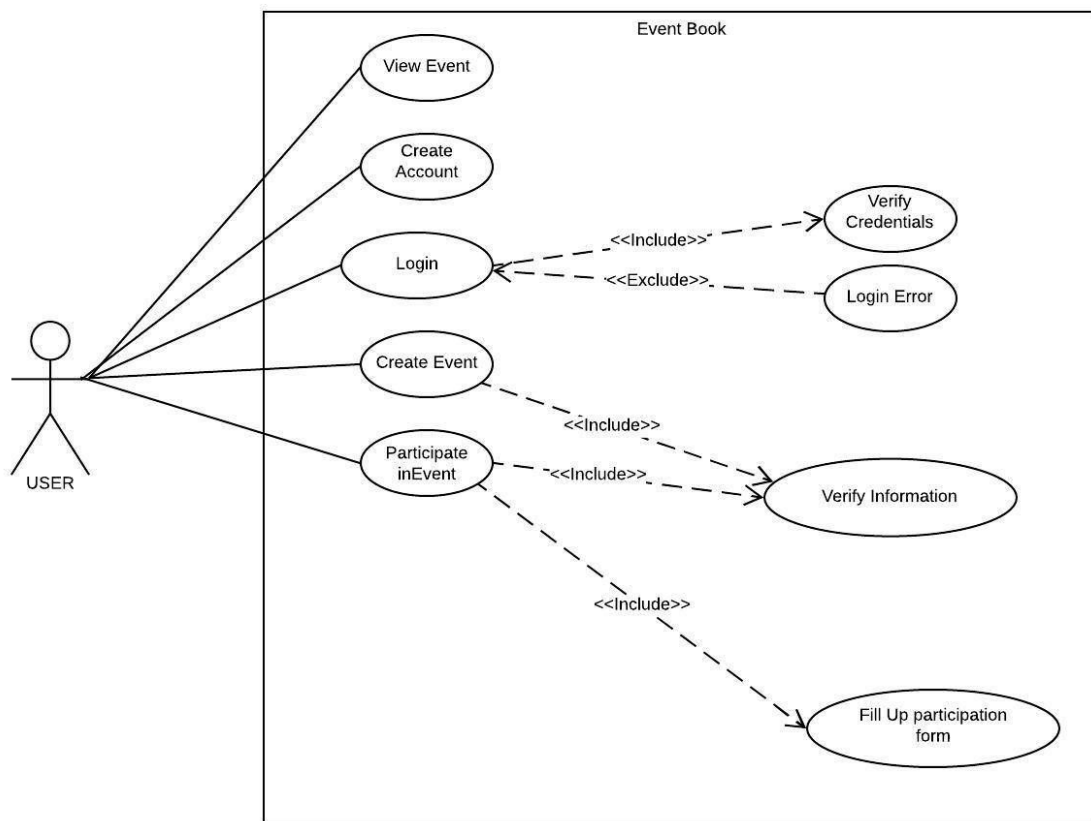 Event Book
View Event
Create
Account
Verify
Credentials
<<Include>>
Login
<<Exclude>>
Login Error
Create Event
<<Include>>
Participate
inEvent
<<Include>>
USER
Verify Information
<<Include>>
Fill Up participation
form